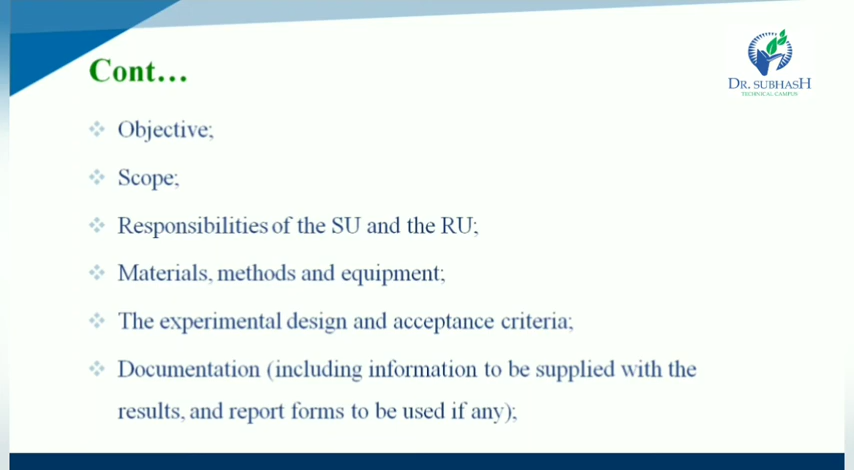 Cont...
DR. SUBHASH
TECHNICAL CAMPUS
Objective;
Scope;
Responsibilities of the SU and the RU;
Materials, methods and equipment;
The experimental design and acceptance criteria;
Documentation (including information to be supplied with the
results, and report forms to be used if any);